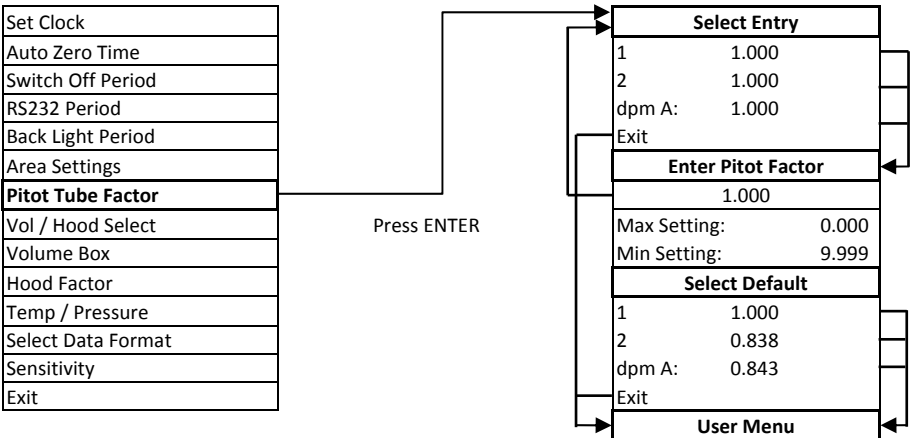 Set Clock
Auto Zero Time
Switch Off Period
RS232 Period
Back Light Period
Area Settings
Pitot Tube Factor
Vol / Hood Select
Volume Box
Hood Factor
Temp / Pressure
Select Data Format
Sensitivity
Exit
Press ENTER
Select Entry
1 1.000
2 1.000
dpm A: 1.000
Exit
Enter Pitot Factor
1.000
Max Setting: 0.000
Min Setting: 9.999
Select Default
1 1.000
2 0.838
dpm A: 0.843
Exit
User Menu